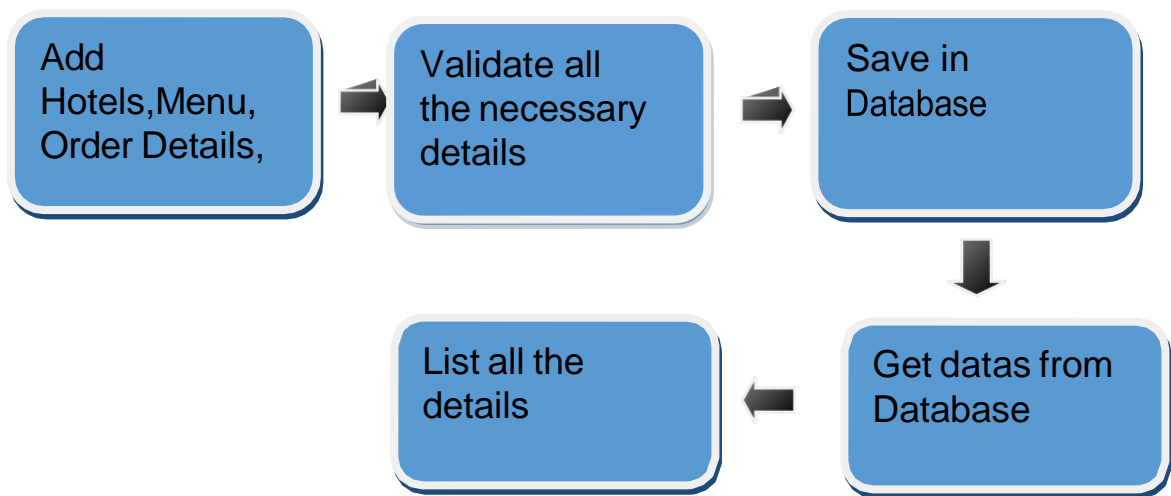 Add
Hotels,Menu,
Order Details,
Validate all
the necessary
details
Save in
Database
Get datas from
Database
List all the
details